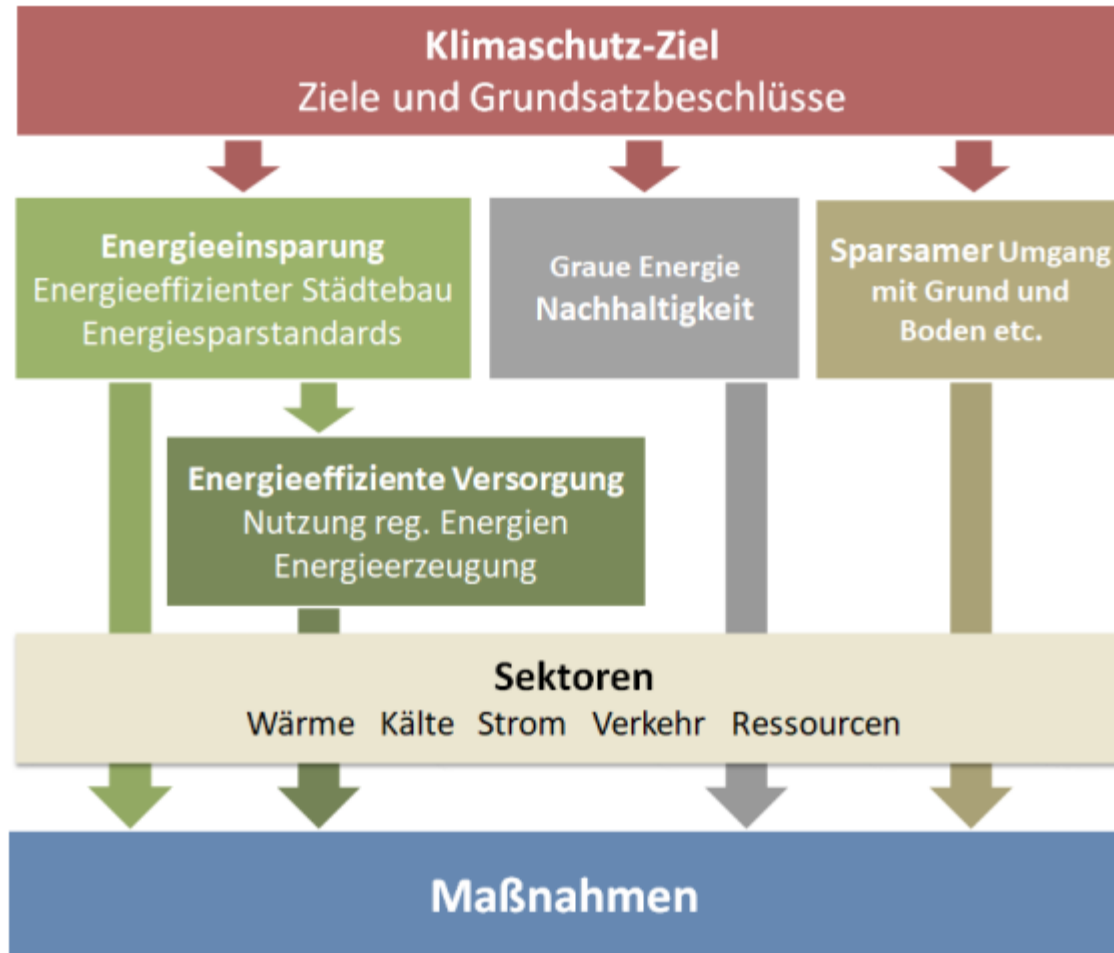 Klimaschutz-Ziel
Ziele und Grundsatzbeschlüsse
Energieeinsparung
Energieeffizienter Städtebau
Energiesparstandards
Graue Energie
Nachhaltigkeit
Sparsamer Umgang
mit Grund und
Boden etc.
Energieeffiziente Versorgung
Nutzung reg. Energien
Energieerzeugung
Sektoren
Wärme Kälte Strom Verkehr Ressourcen
Maßnahmen